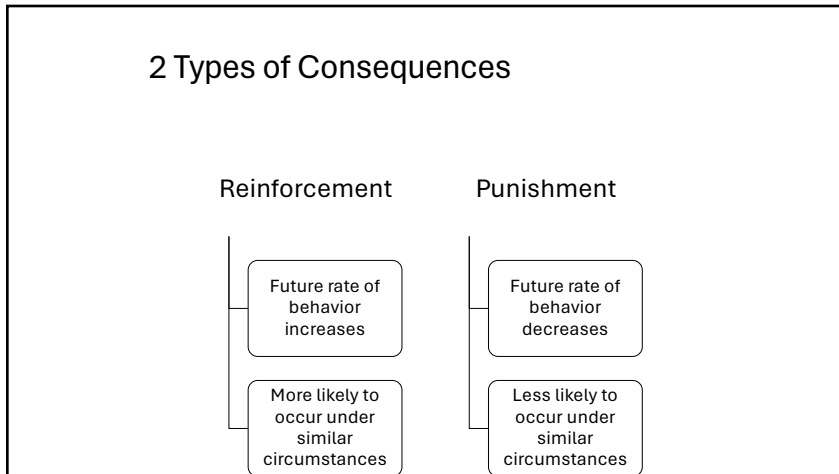 2 Types of Consequences
Reinforcement
Future rate of
behavior
increases
More likely to
occur under
similar
circumstances
Punishment
Future rate of
behavior
decreases
Less likely to
occur under
similar
circumstances